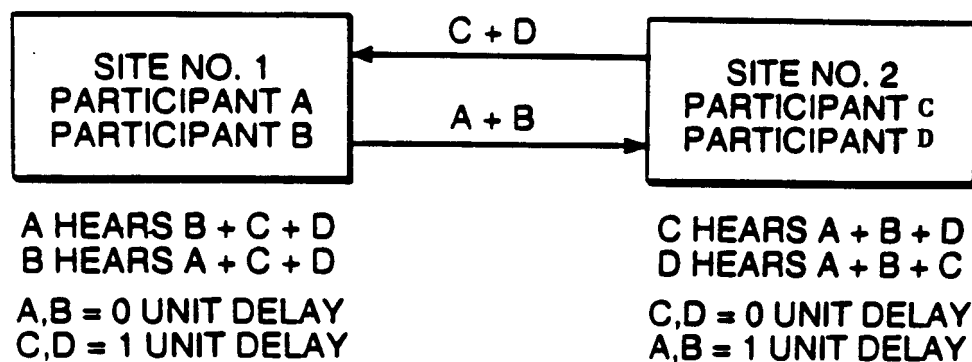 C + D
SITE NO. 1
PARTICIPANT A
PARTICIPANT B
A + B
SITE NO. 2
PARTICIPANT C
PARTICIPANT D
A HEARS B + C + D
B HEARS A + C + D
A,B = 0 UNIT DELAY
C,D = 1 UNIT DELAY
C HEARS A + B + D
D HEARS A + B + C
C,D = 0 UNIT DELAY
A,B = 1 UNIT DELAY